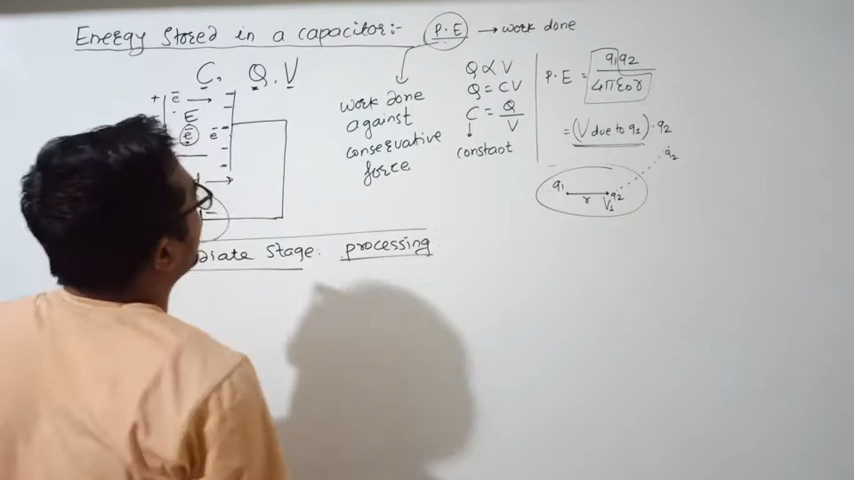 Energy Stored in a capacitor:- P.E → work done
C, Q, V
+ ē →
E
ē ē
work done
against
conservative
force
Q ∝ V
Q = CV
C = Q/V
constant
P.E = q1q2/4πε0r
= (V due to q1) · q2
q1 r q2 V1 q2
diate stage. processing